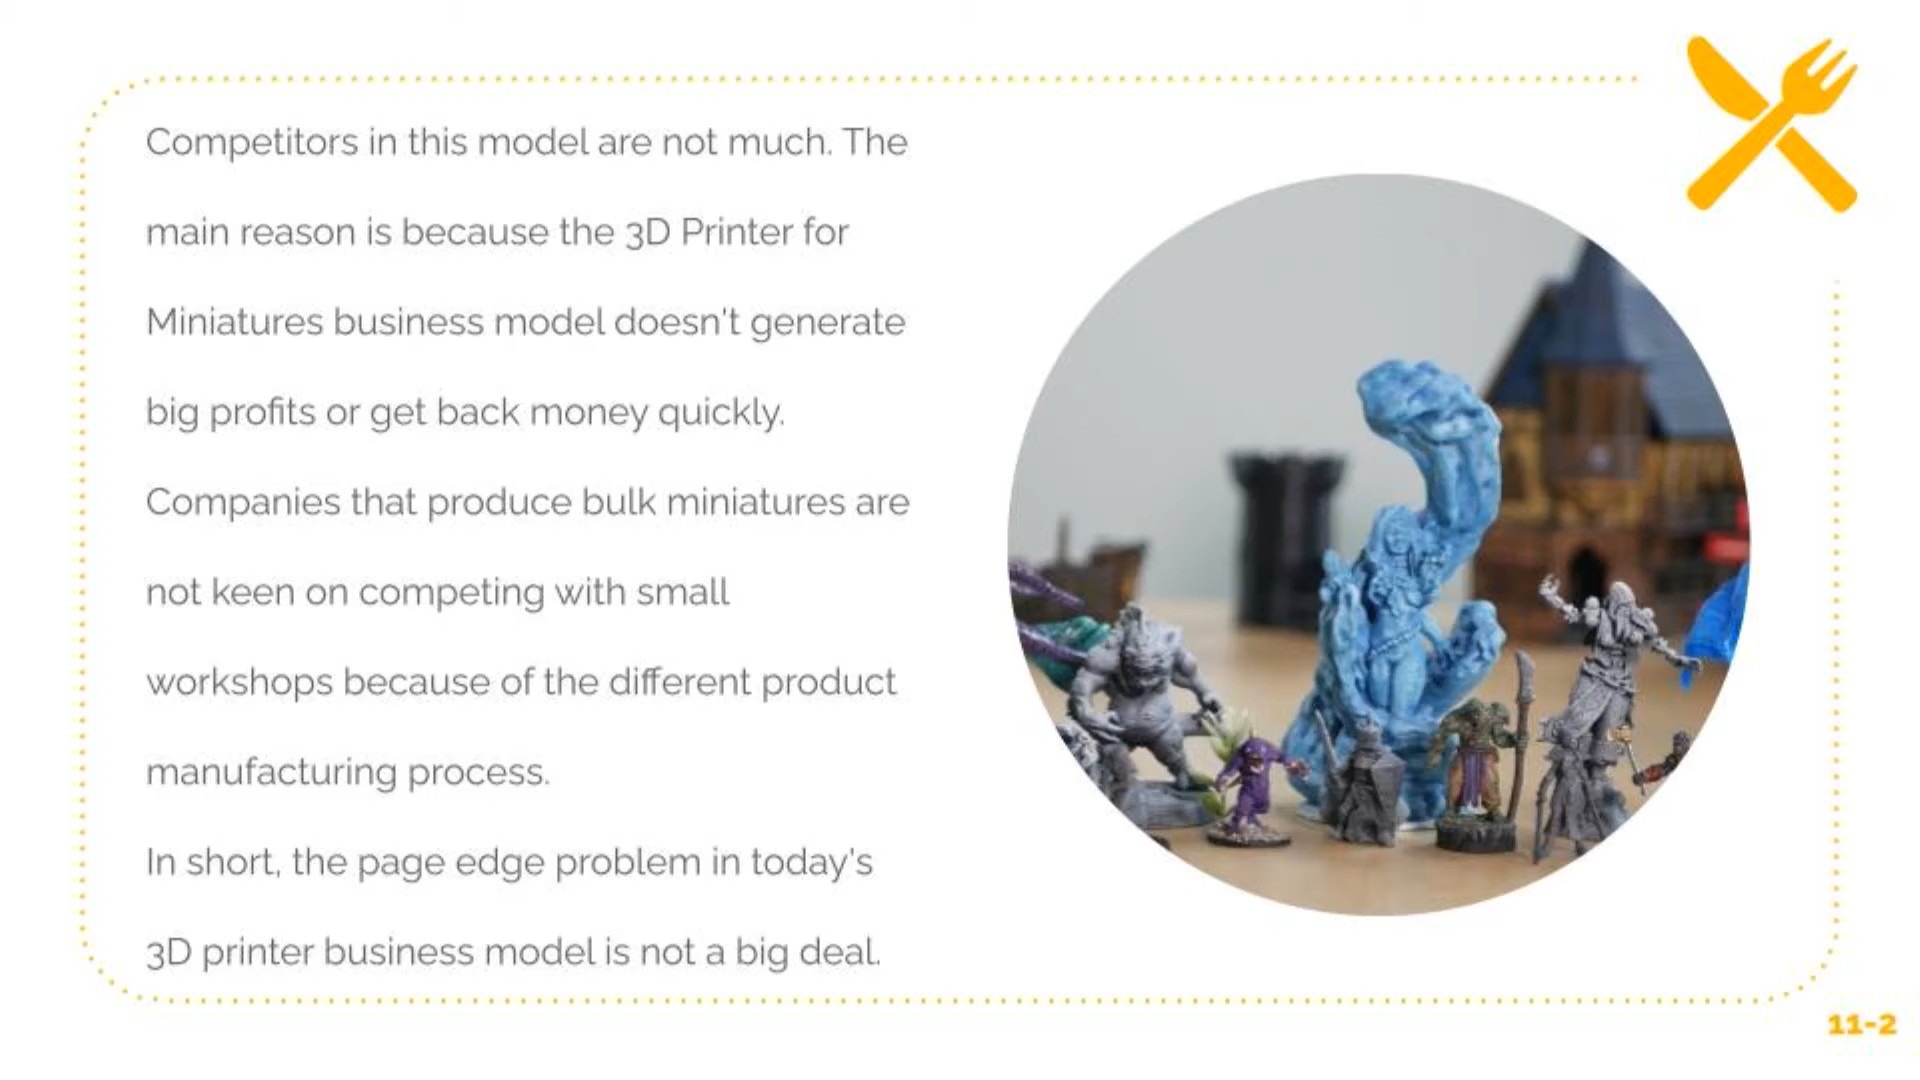 Competitors in this model are not much. The
main reason is because the 3D Printer for
Miniatures business model doesn't generate
big profits or get back money quickly.
Companies that produce bulk miniatures are
not keen on competing with small
workshops because of the different product
manufacturing process.
In short, the page edge problem in today's
3D printer business model is not a big deal.
11-2